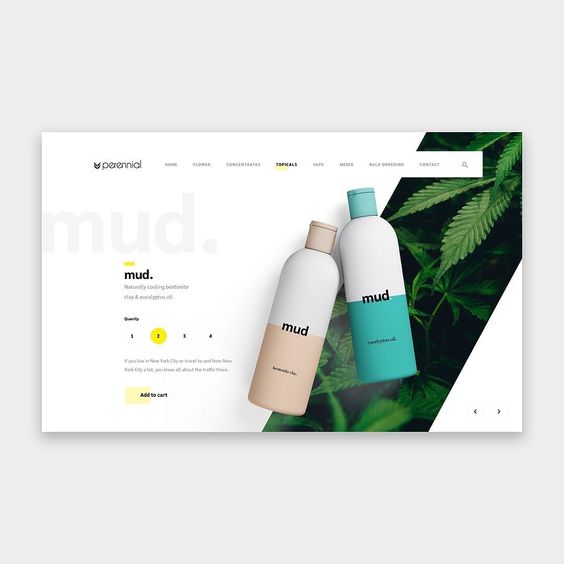 perennial
HOME FLOWER CONCENTRATES TOPICALS VAPE MEDIA BULK ORDERING CONTACT
mud.
mud.
Naturally cooling bentonite
clay & eucalyptus oil.
Quanity
1 2 3 4
If you live in New York City or travel to and from New
York City a lot, you know all about the traffic there.
Add to cart
mud
bentonite clay.
mud
eucalyptus oil.